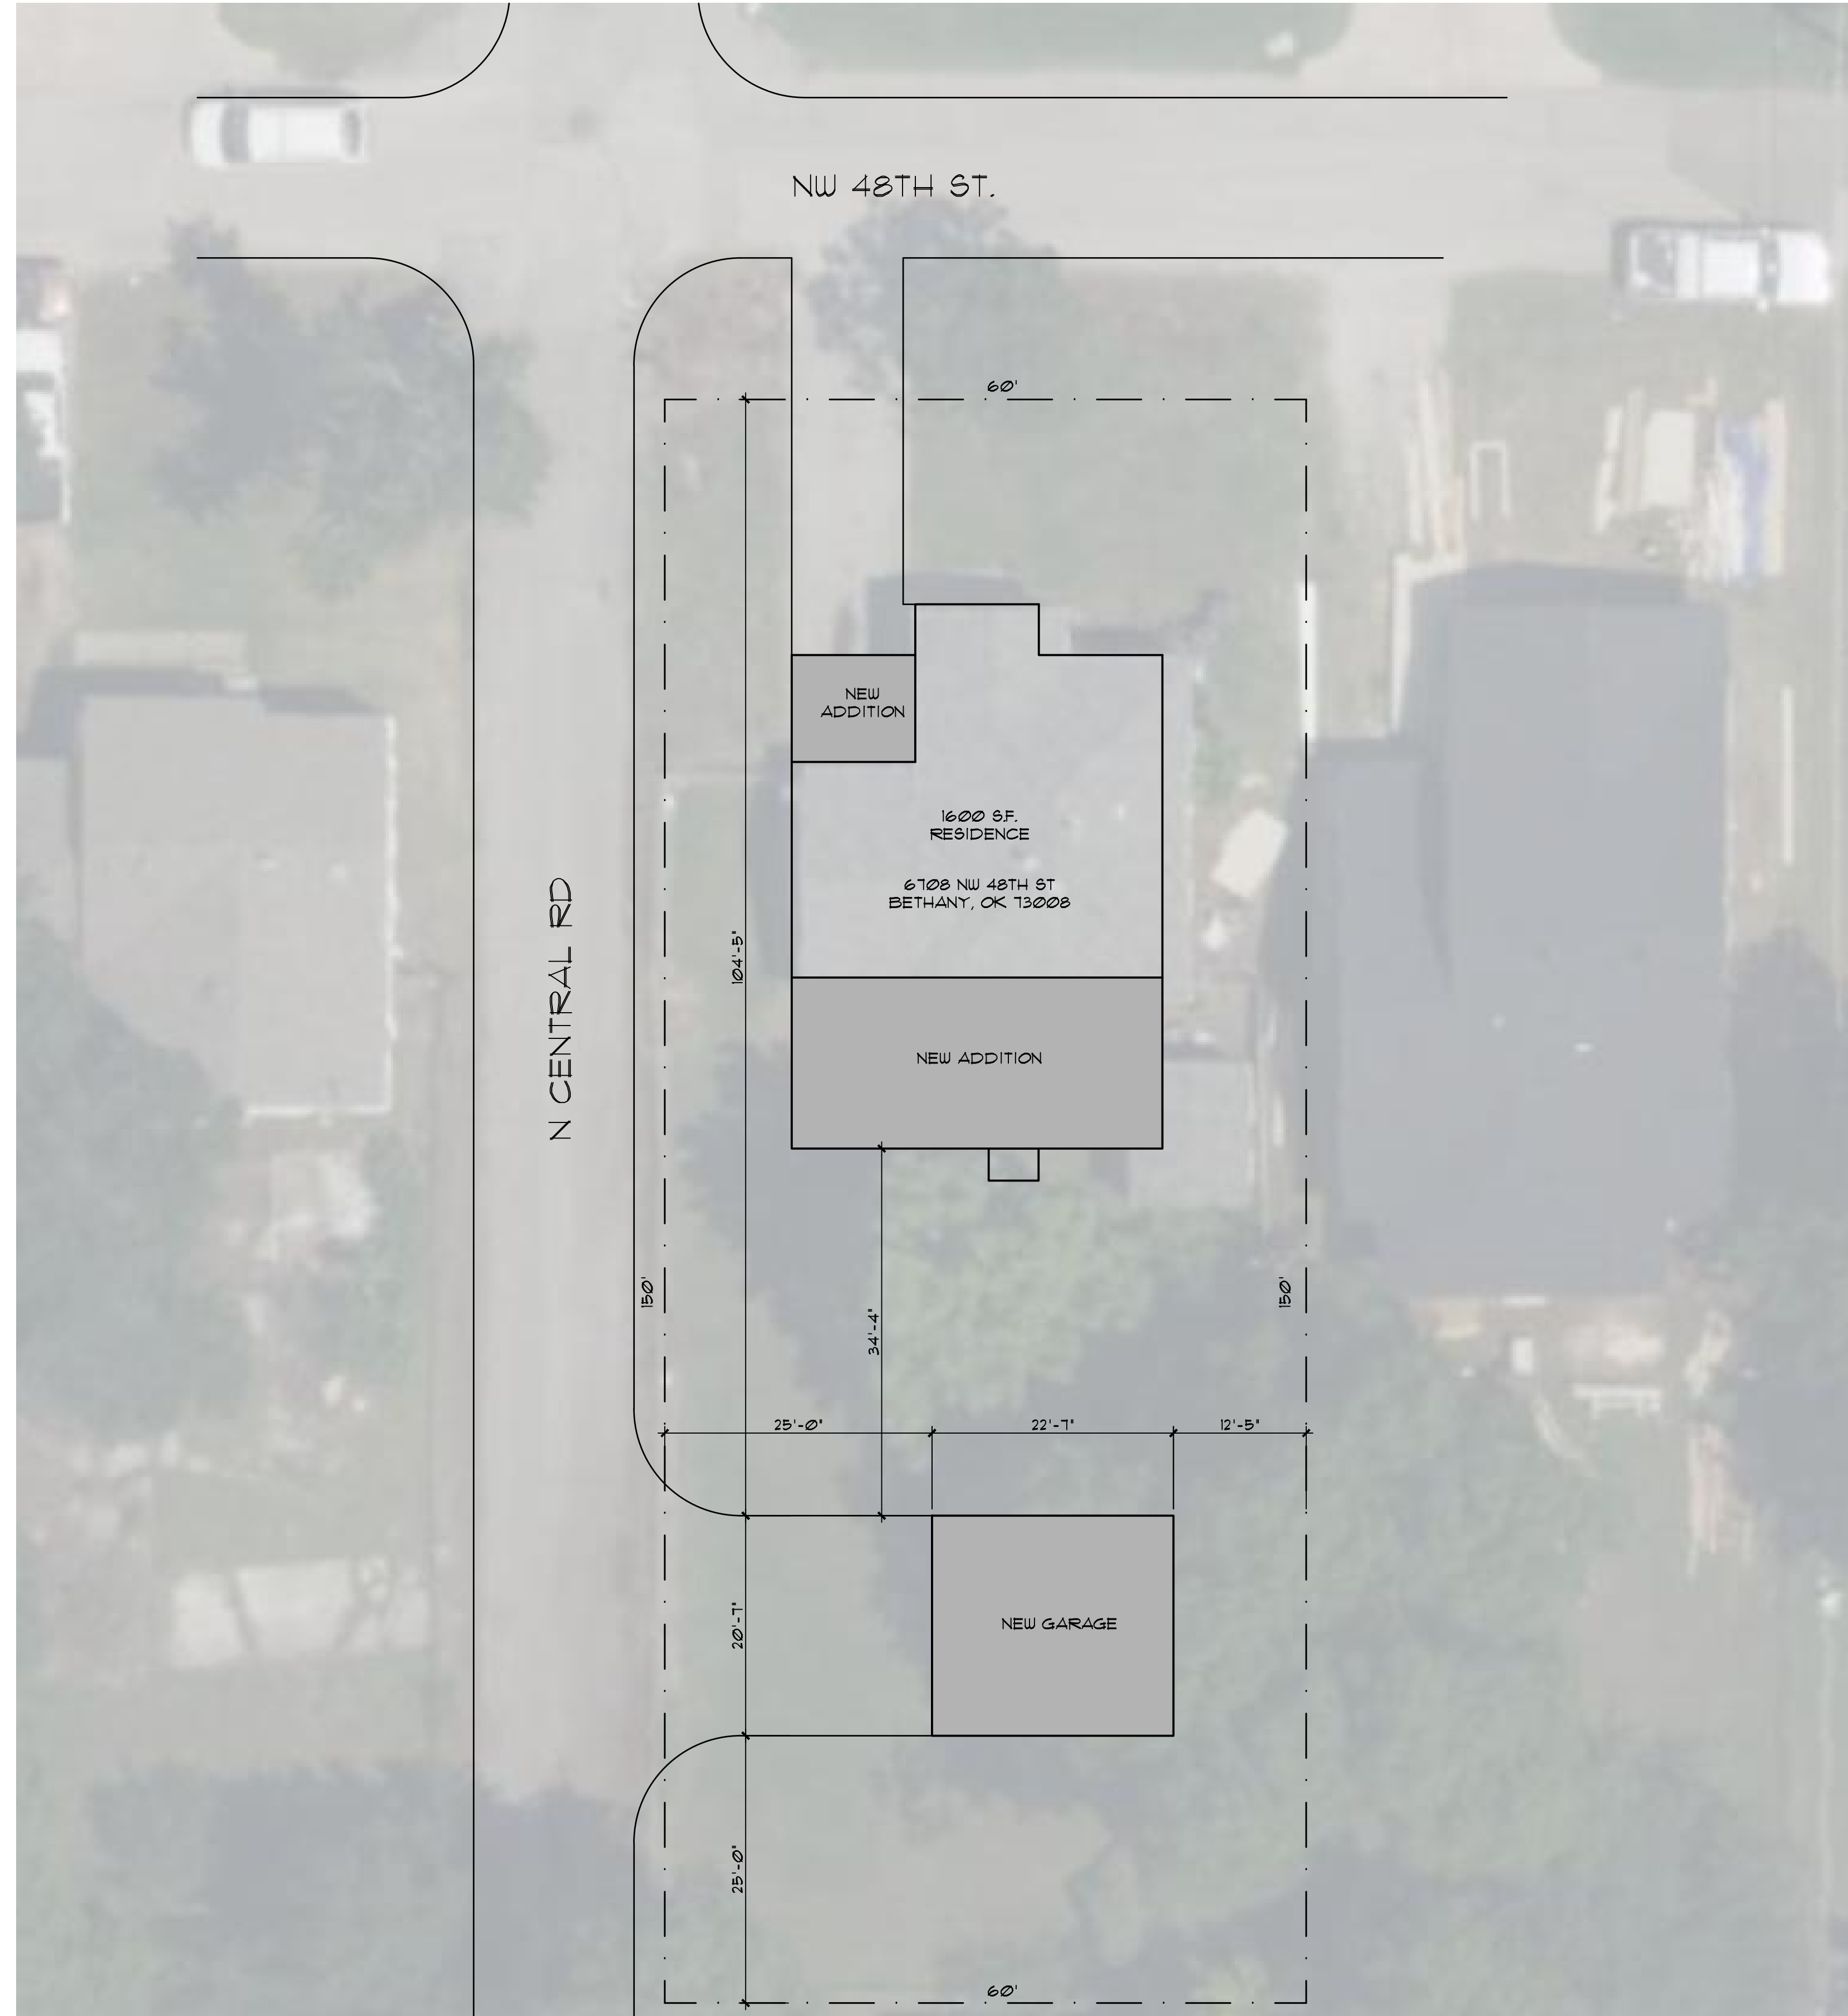 NW 48TH ST.
60'
NEW
ADDITION
1600 S.F.
RESIDENCE
6708 NW 48TH ST
BETHANY, OK 73008
N CENTRAL RD
104'-5"
NEW ADDITION
150'
150'
34'-4"
25'-0"
22'-7"
12'-5"
20'-7"
NEW GARAGE
25'-0"
60'